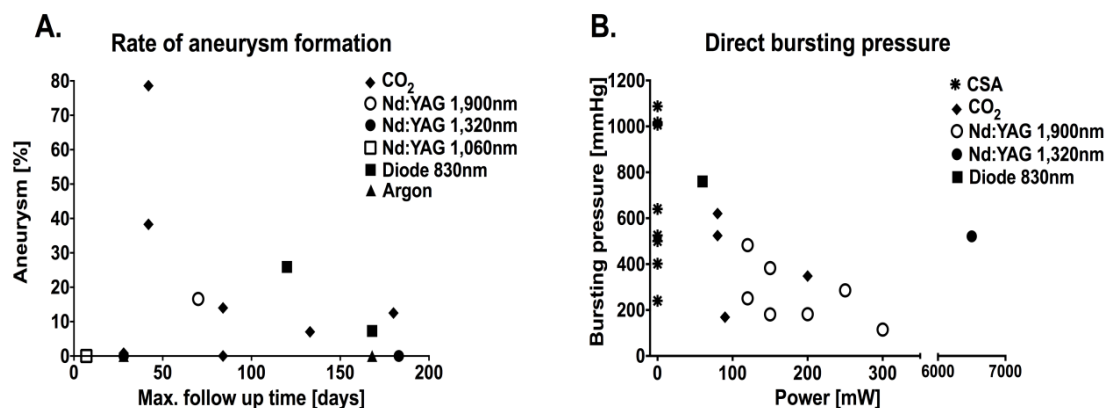 A.
Rate of aneurysm formation
80
70
60
50
40
30
20
10
0
Aneurysm [%]
0 50 100 150 200
Max. follow up time [days]
CO₂
Nd:YAG 1,900nm
Nd:YAG 1,320nm
Nd:YAG 1,060nm
Diode 830nm
Argon
B.
Direct bursting pressure
1200
1000
800
600
400
200
0
Bursting pressure [mmHg]
0 100 200 300 6000 7000
Power [mW]
CSA
CO₂
Nd:YAG 1,900nm
Nd:YAG 1,320nm
Diode 830nm